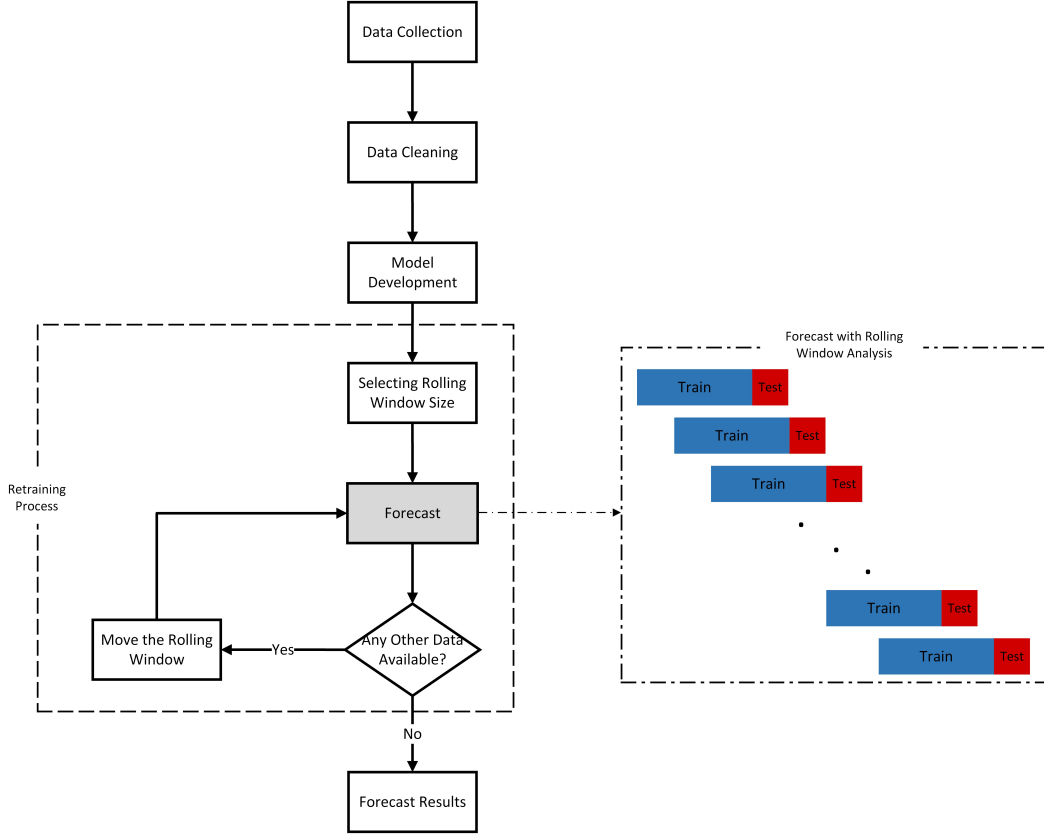 Data Collection
Data Cleaning
Model
Development
Selecting Rolling
Window Size
Retraining
Process
Forecast
Move the Rolling
Window
Yes
Any Other Data
Available?
No
Forecast Results
Forecast with Rolling
Window Analysis
Train Test
Train Test
Train Test
Train Test
Train Test